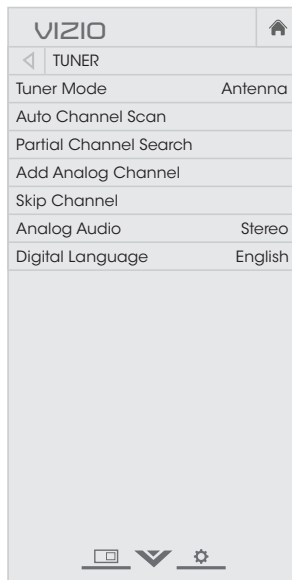 VIZIO
TUNER
Tuner Mode Antenna
Auto Channel Scan
Partial Channel Search
Add Analog Channel
Skip Channel
Analog Audio Stereo
Digital Language English